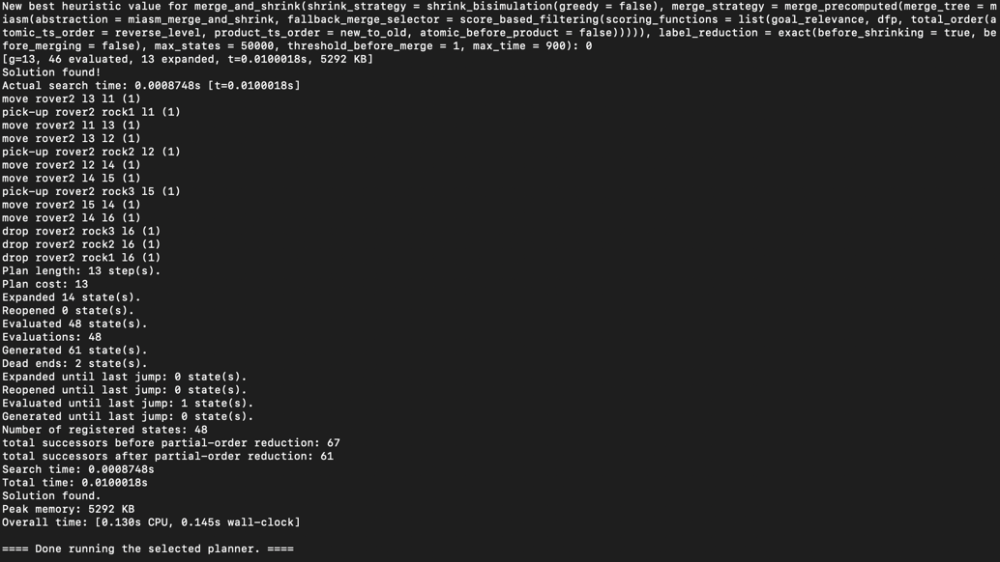 New best heuristic value for merge_and_shrink(shrink_strategy = shrink_bisimulation(greedy = false), merge_strategy = merge_precomputed(merge_tree = m
iasm(abstraction = miasm_merge_and_shrink, fallback_merge_selector = score_based_filtering(scoring_functions = list(goal_relevance, dfp, total_order(a
tomic_ts_order = reverse_level, product_ts_order = new_to_old, atomic_before_product = false))))), label_reduction = exact(before_shrinking = true, be
fore_merging = false), max_states = 50000, threshold_before_merge = 1, max_time = 900): 0
[g=13, 46 evaluated, 13 expanded, t=0.0100018s, 5292 KB]
Solution found!
Actual search time: 0.0008748s [t=0.0100018s]
move rover2 l3 l1 (1)
pick-up rover2 rock1 l1 (1)
move rover2 l1 l3 (1)
move rover2 l3 l2 (1)
pick-up rover2 rock2 l2 (1)
move rover2 l2 l4 (1)
move rover2 l4 l5 (1)
pick-up rover2 rock3 l5 (1)
move rover2 l5 l4 (1)
move rover2 l4 l6 (1)
drop rover2 rock3 l6 (1)
drop rover2 rock2 l6 (1)
drop rover2 rock1 l6 (1)
Plan length: 13 step(s).
Plan cost: 13
Expanded 14 state(s).
Reopened 0 state(s).
Evaluated 48 state(s).
Evaluations: 48
Generated 61 state(s).
Dead ends: 2 state(s).
Expanded until last jump: 0 state(s).
Reopened until last jump: 0 state(s).
Evaluated until last jump: 1 state(s).
Generated until last jump: 0 state(s).
Number of registered states: 48
total successors before partial-order reduction: 67
total successors after partial-order reduction: 61
Search time: 0.0008748s
Total time: 0.0100018s
Solution found.
Peak memory: 5292 KB
Overall time: [0.130s CPU, 0.145s wall-clock]
==== Done running the selected planner. ====